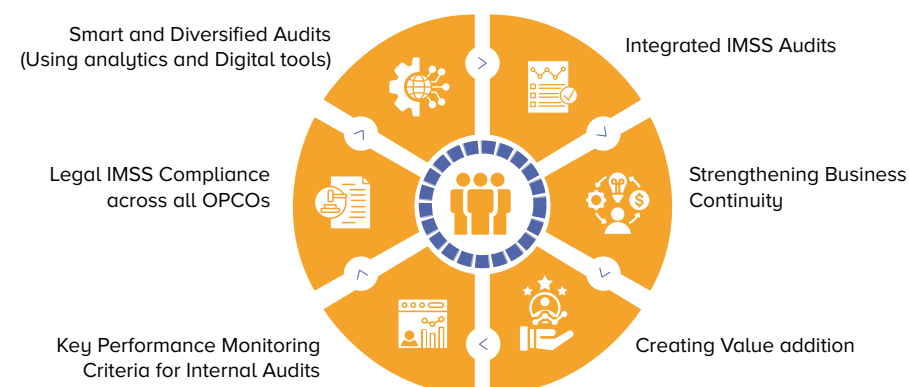 Smart and Diversified Audits
(Using analytics and Digital tools)
Integrated IMSS Audits
Legal IMSS Compliance
across all OPCOs
Strengthening Business
Continuity
Key Performance Monitoring
Criteria for Internal Audits
Creating Value addition